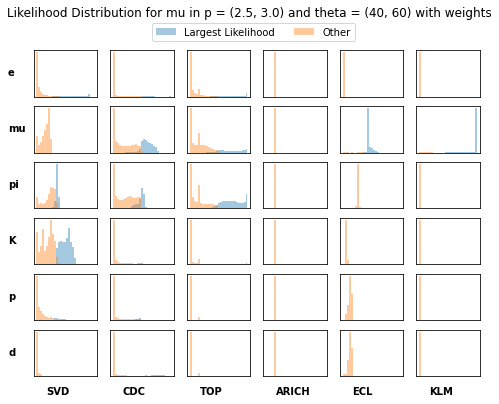 Likelihood Distribution for mu in p = (2.5, 3.0) and theta = (40, 60) with weights
Largest Likelihood Other
e
mu
pi
K
p
d
SVD CDC TOP ARICH ECL KLM